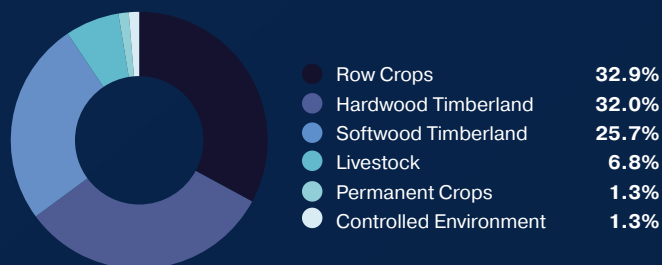 Row Crops 32.9%
Hardwood Timberland 32.0%
Softwood Timberland 25.7%
Livestock 6.8%
Permanent Crops 1.3%
Controlled Environment 1.3%